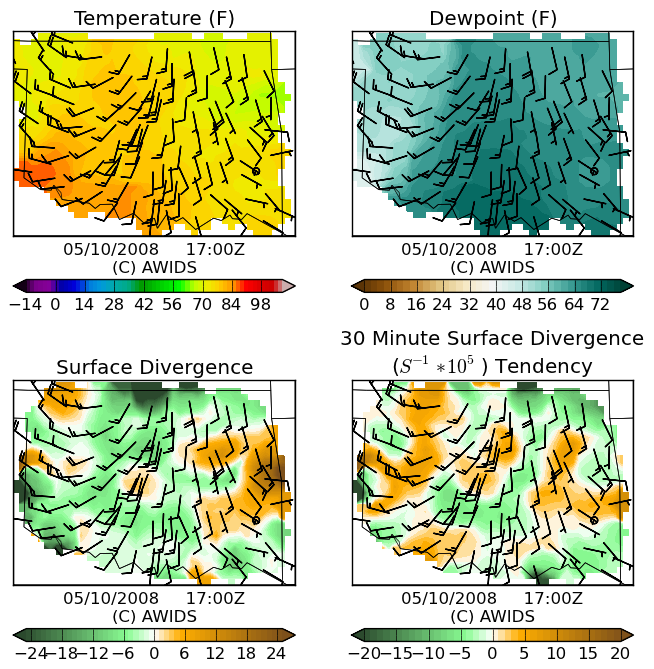 Temperature (F)
Dewpoint (F)
05/10/2008 17:00Z
(C) AWIDS
05/10/2008 17:00Z
(C) AWIDS
−14 0 14 28 42 56 70 84 98
0 8 16 24 32 40 48 56 64 72
Surface Divergence
30 Minute Surface Divergence
(S⁻¹ *10⁵ ) Tendency
05/10/2008 17:00Z
(C) AWIDS
05/10/2008 17:00Z
(C) AWIDS
−24 −18 −12 −6 0 6 12 18 24
−20 −15 −10 −5 0 5 10 15 20